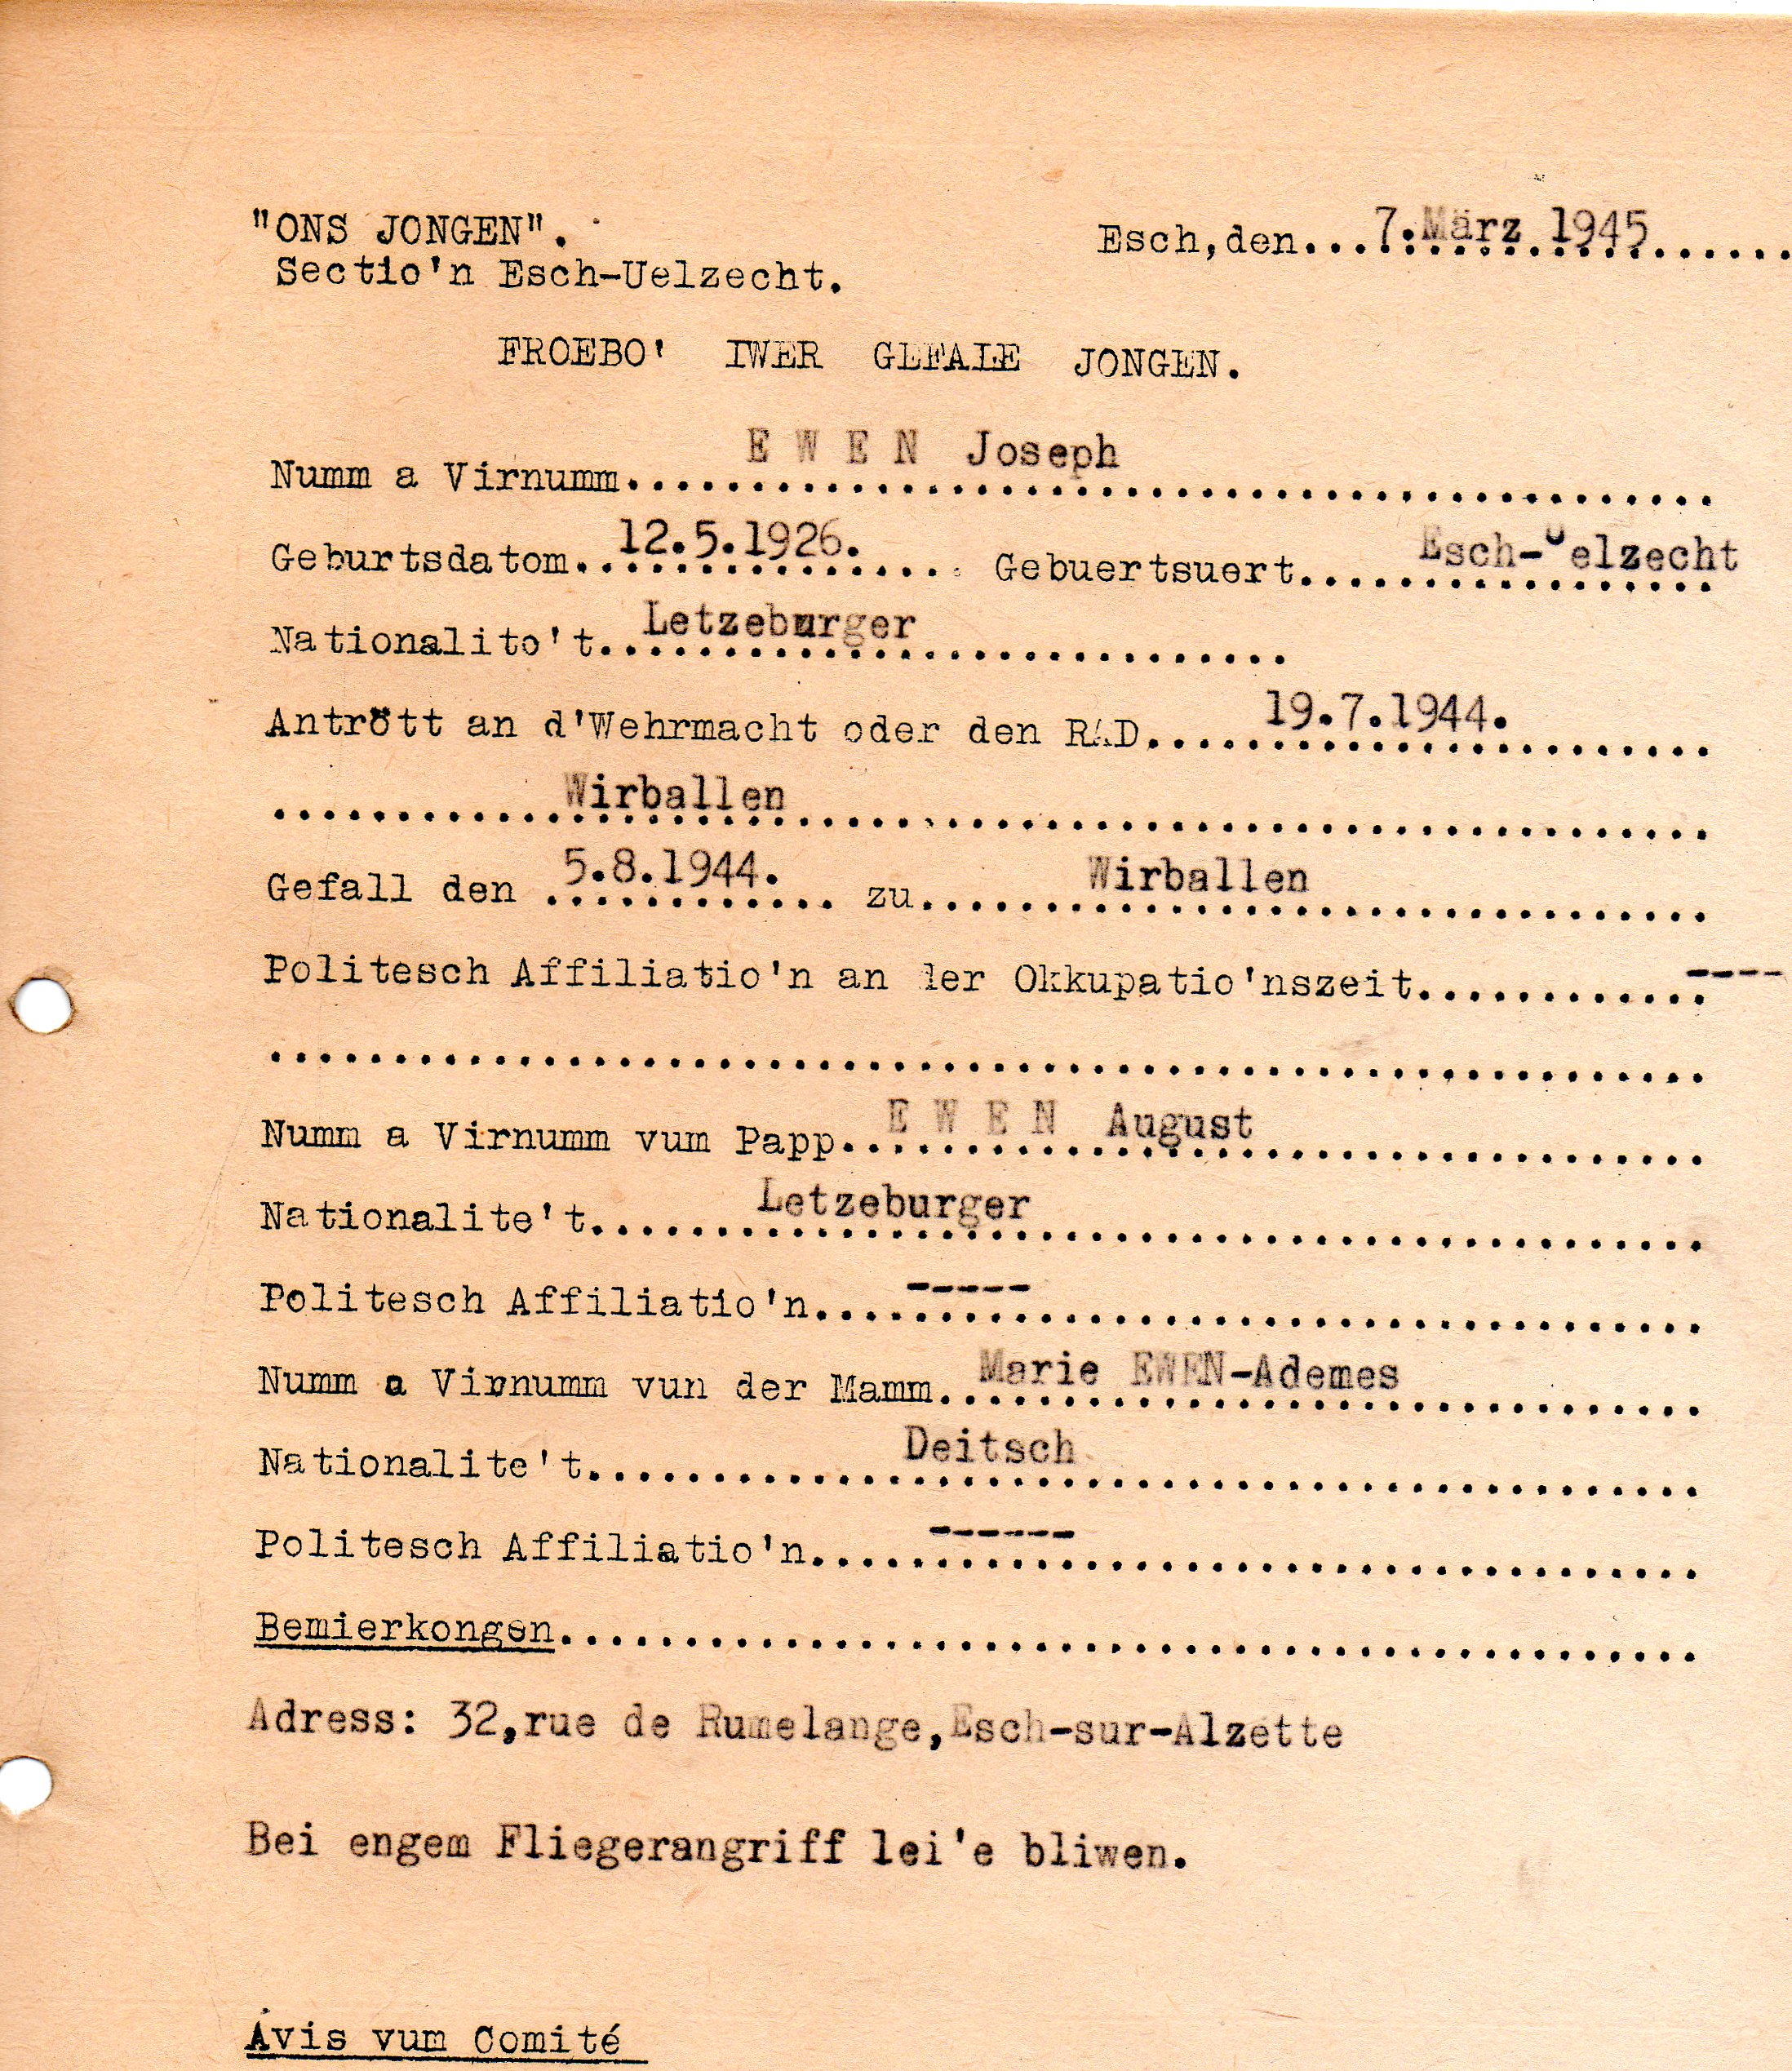 "ONS JONGEN".
Esch,den...7.März 1945......
Sectio'n Esch-Uelzecht.
FROEBO' IWER GEFALE JONGEN.
Numm a Virnumm.....E W E N Joseph.....
Geburtsdatom..12.5.1926..... Gebuertsuert.....Esch-Uelzecht
Nationalito't..Letzeburger.....
Antrött an d'Wehrmacht oder den RAD.....19.7.1944.....
.....Wirballen.....
Gefall den 5.8.1944... zu.....Wirballen.....
Politesch Affiliatio'n an der Okkupatio'nszeit............----
..........
Numm a Virnumm vum Papp..E W E N August.....
Nationalite't.....Letzeburger.....
Politesch Affiliatio'n....-----.....
Numm a Virnumm vun der Mamm..Marie EWEN-Ademes.....
Nationalite't.....Deitsch.....
Politesch Affiliatio'n.....------.....
Bemierkongen..........
Adress: 32,rue de Rumelange,Esch-sur-Alzette
Bei engem Fliegerangriff lei'e bliwen.
Avis vum Comité